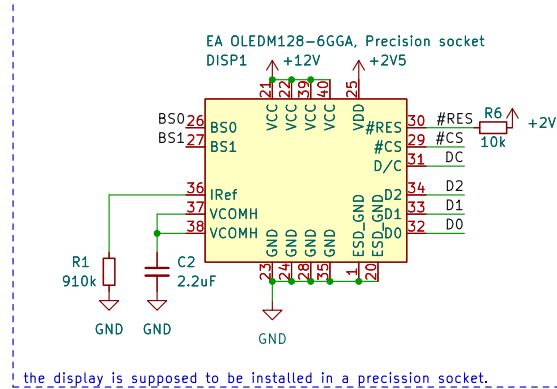 EA OLEDM128-6GGA, Precision socket
DISP1 +12V +2V5
21 22 39 40 25
VCC VCC VCC VCC VDD
BS0 26 BS0 #RES 30 #RES R6 +2V
BS1 27 BS1 #CS 29 #CS 10k
D/C 31 DC
36 IRef D2 34 D2
37 VCOMH D1 33 D1
38 VCOMH D0 32 D0
GND GND GND GND ESD_GND ESD_GND
23 24 28 35 1 20
R1 C2
910k 2.2uF
GND GND
GND
the display is supposed to be installed in a precission socket.